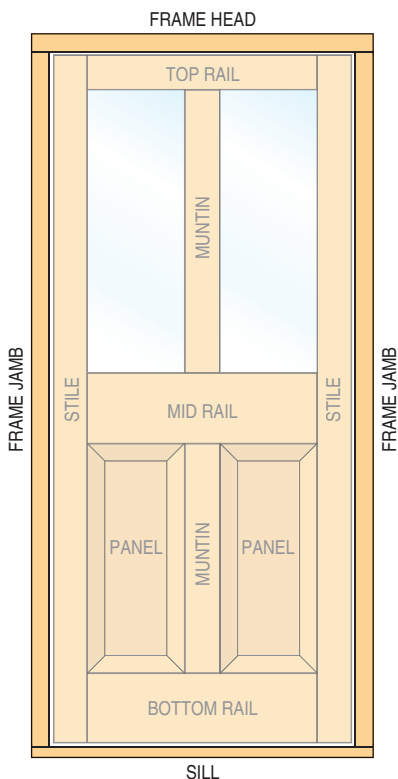 FRAME HEAD
TOP RAIL
MUNTIN
FRAME JAMB
STILE
MID RAIL
STILE
FRAME JAMB
PANEL
MUNTIN
PANEL
BOTTOM RAIL
SILL